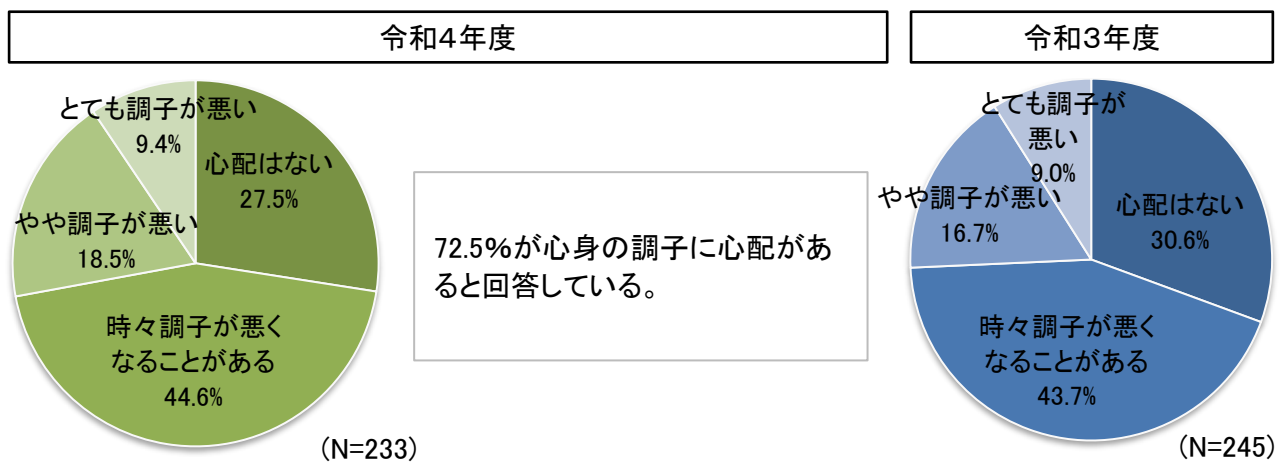 令和4年度
とても調子が悪い
9.4%
心配はない
27.5%
やや調子が悪い
18.5%
時々調子が悪く
なることがある
44.6%
(N=233)
72.5%が心身の調子に心配があ
ると回答している。
令和3年度
とても調子が
悪い
9.0%
心配はない
30.6%
やや調子が悪い
16.7%
時々調子が悪く
なることがある
43.7%
(N=245)